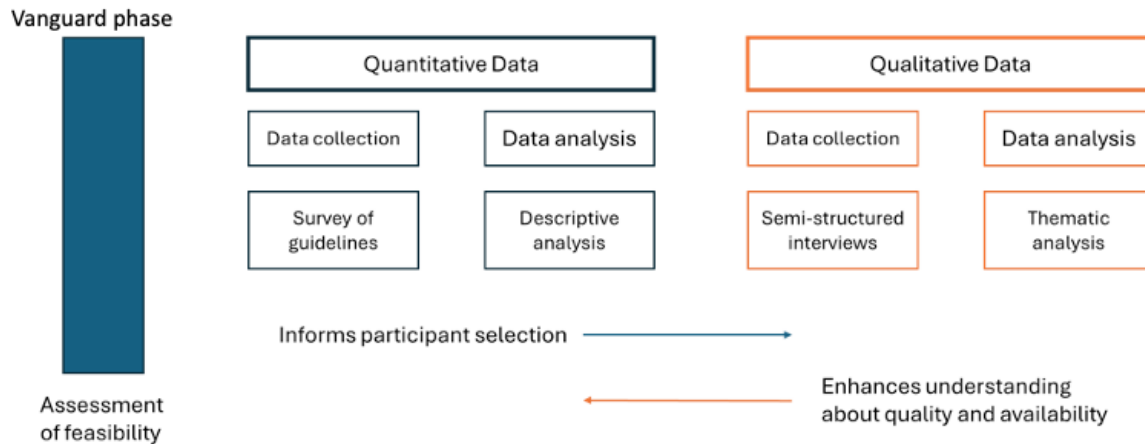 Vanguard phase
Quantitative Data
Qualitative Data
Data collection
Data analysis
Data collection
Data analysis
Survey of
guidelines
Descriptive
analysis
Semi-structured
interviews
Thematic
analysis
Informs participant selection
Enhances understanding
about quality and availability
Assessment
of feasibility